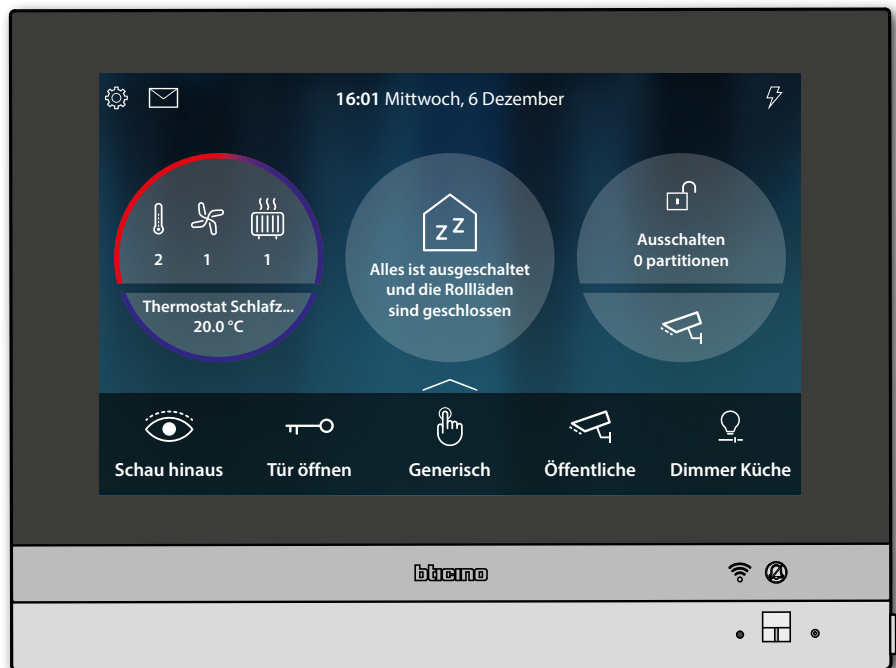 16:01 Mittwoch, 6 Dezember
2 1 1
Thermostat Schlafz...
20.0 °C
zz
Alles ist ausgeschaltet
und die Rollläden
sind geschlossen
Ausschalten
0 partitionen
Schau hinaus Tür öffnen Generisch Öffentliche Dimmer Küche
bticino